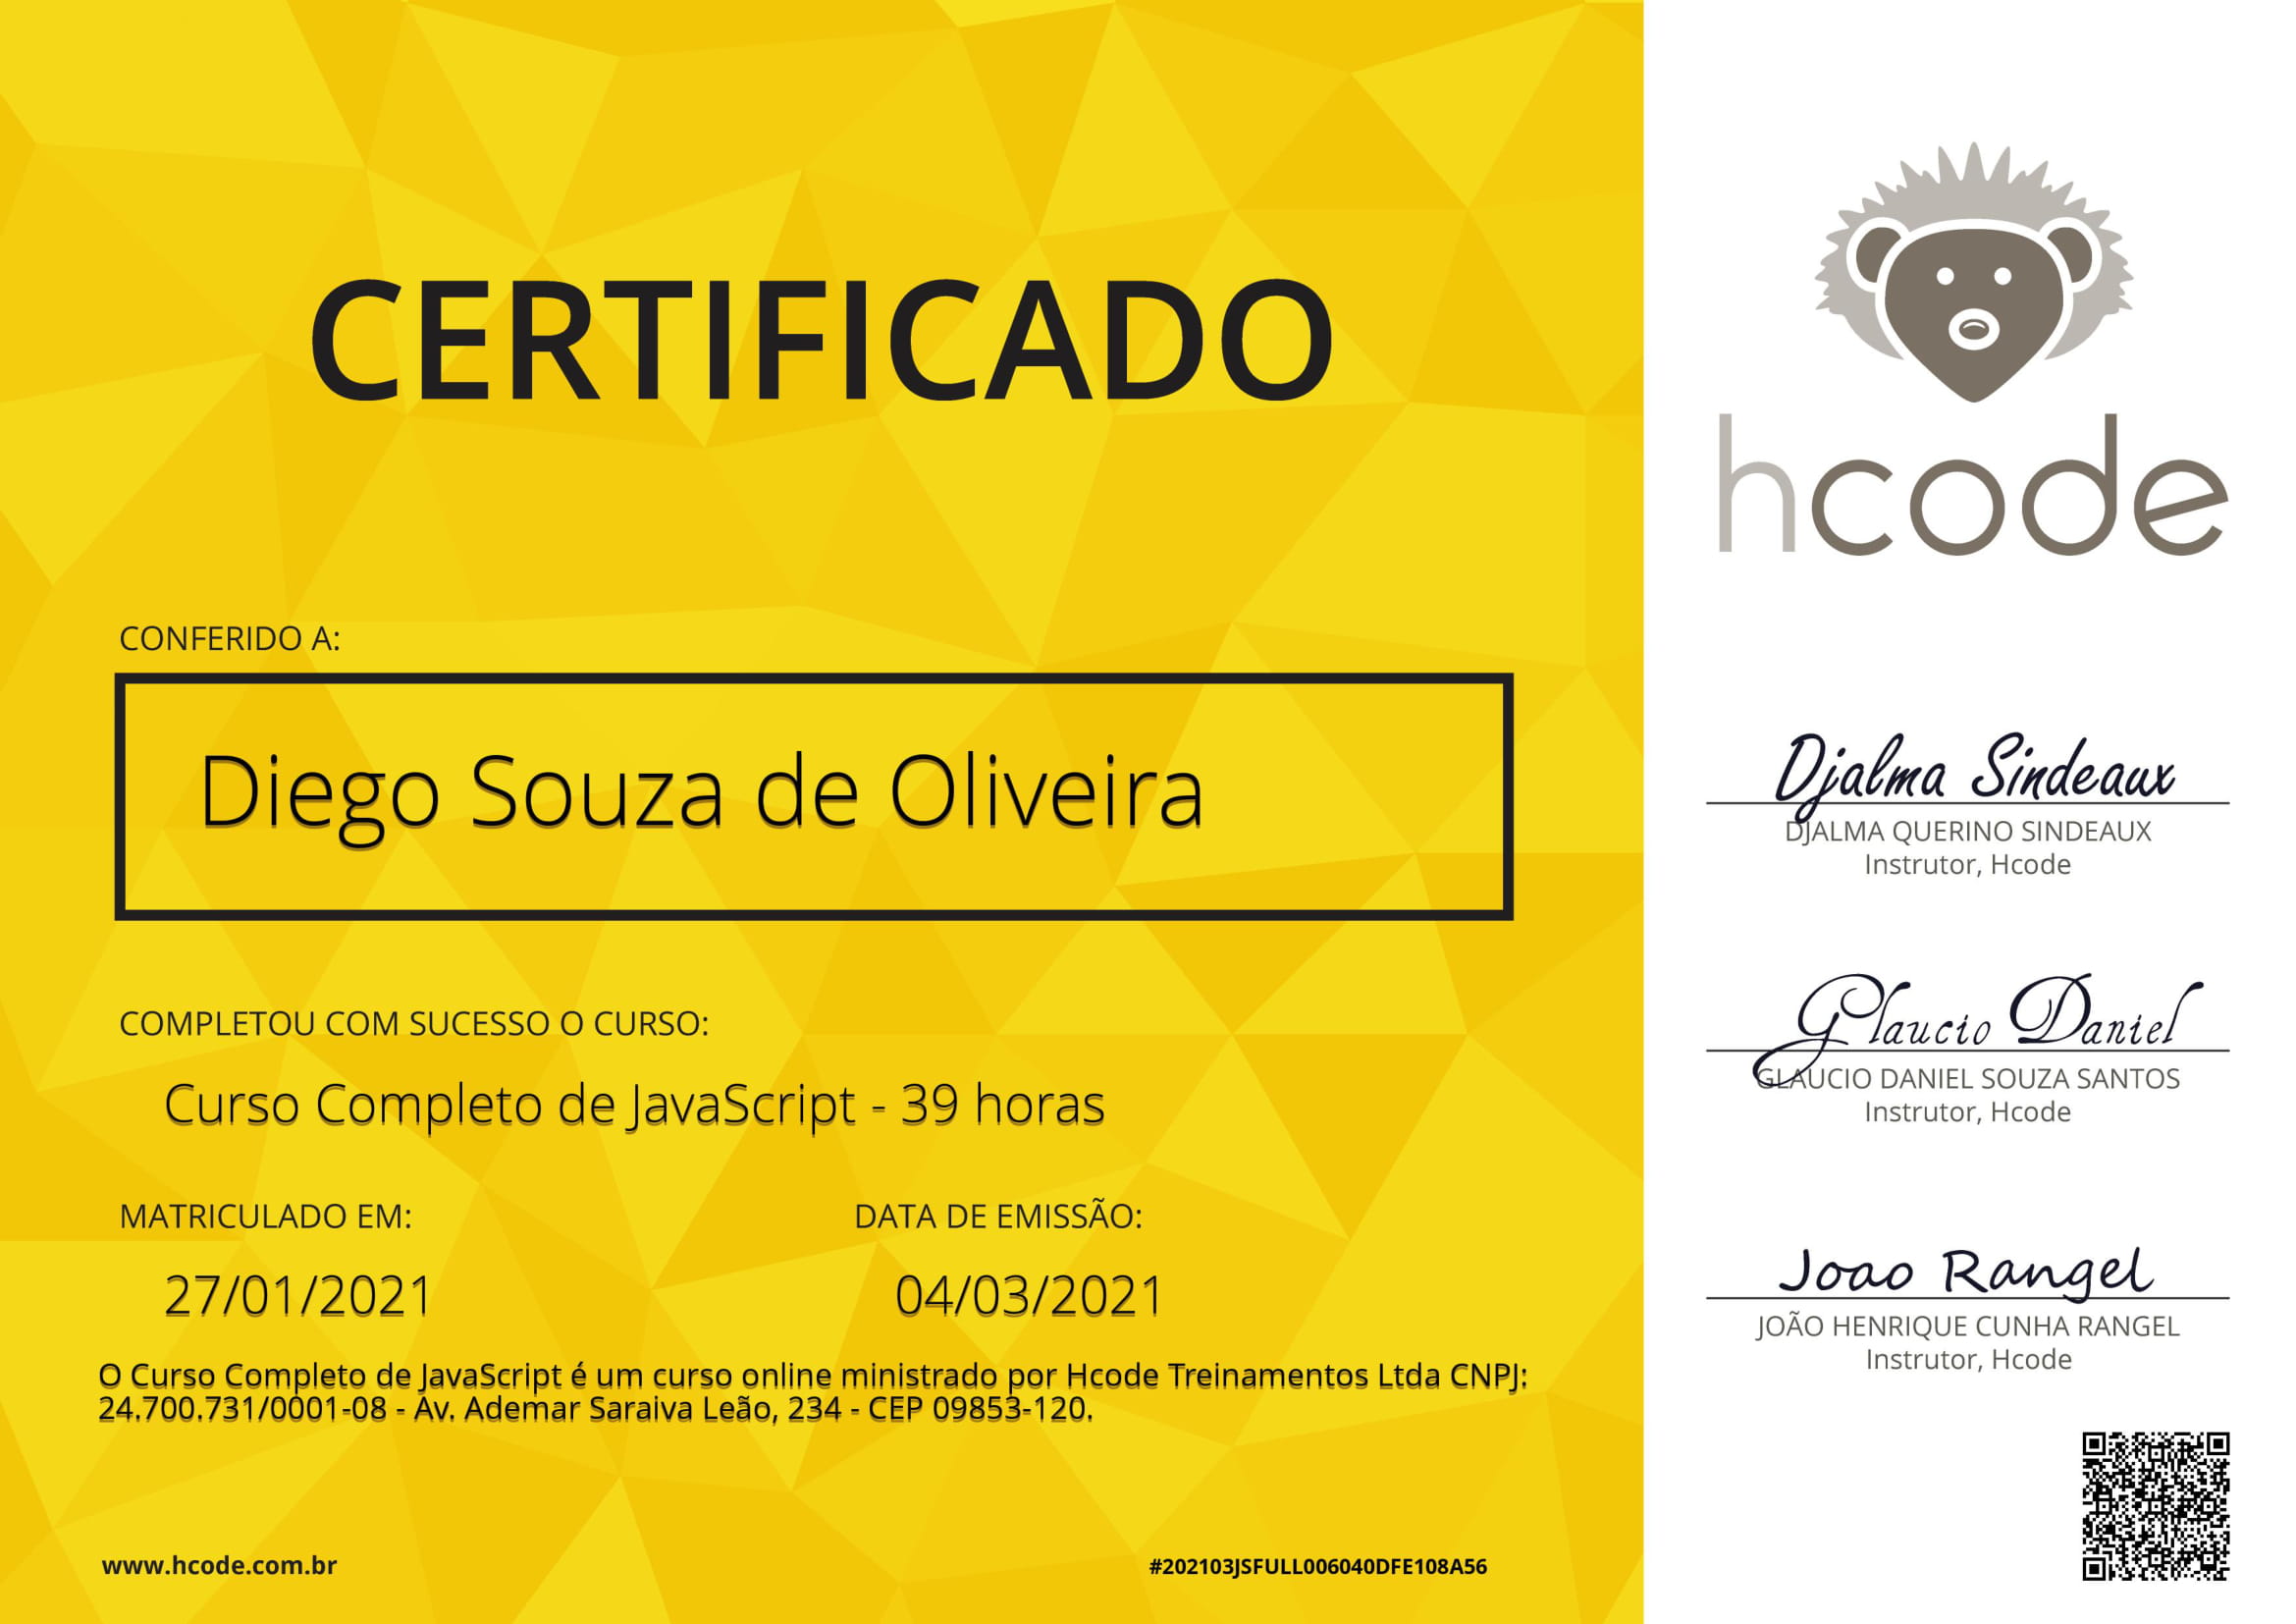 CERTIFICADO
CONFERIDO A:
Diego Souza de Oliveira
COMPLETOU COM SUCESSO O CURSO:
Curso Completo de JavaScript - 39 horas
MATRICULADO EM:
27/01/2021
DATA DE EMISSÃO:
04/03/2021
O Curso Completo de JavaScript é um curso online ministrado por Hcode Treinamentos Ltda CNPJ:
24.700.731/0001-08 - Av. Ademar Saraiva Leão, 234 - CEP 09853-120.
www.hcode.com.br
#202103JSFULL006040DFE108A56
hcode
Djalma Sindeaux
DJALMA QUERINO SINDEAUX
Instrutor, Hcode
Glaucio Daniel
GLAUCIO DANIEL SOUZA SANTOS
Instrutor, Hcode
Joao Rangel
JOÃO HENRIQUE CUNHA RANGEL
Instrutor, Hcode